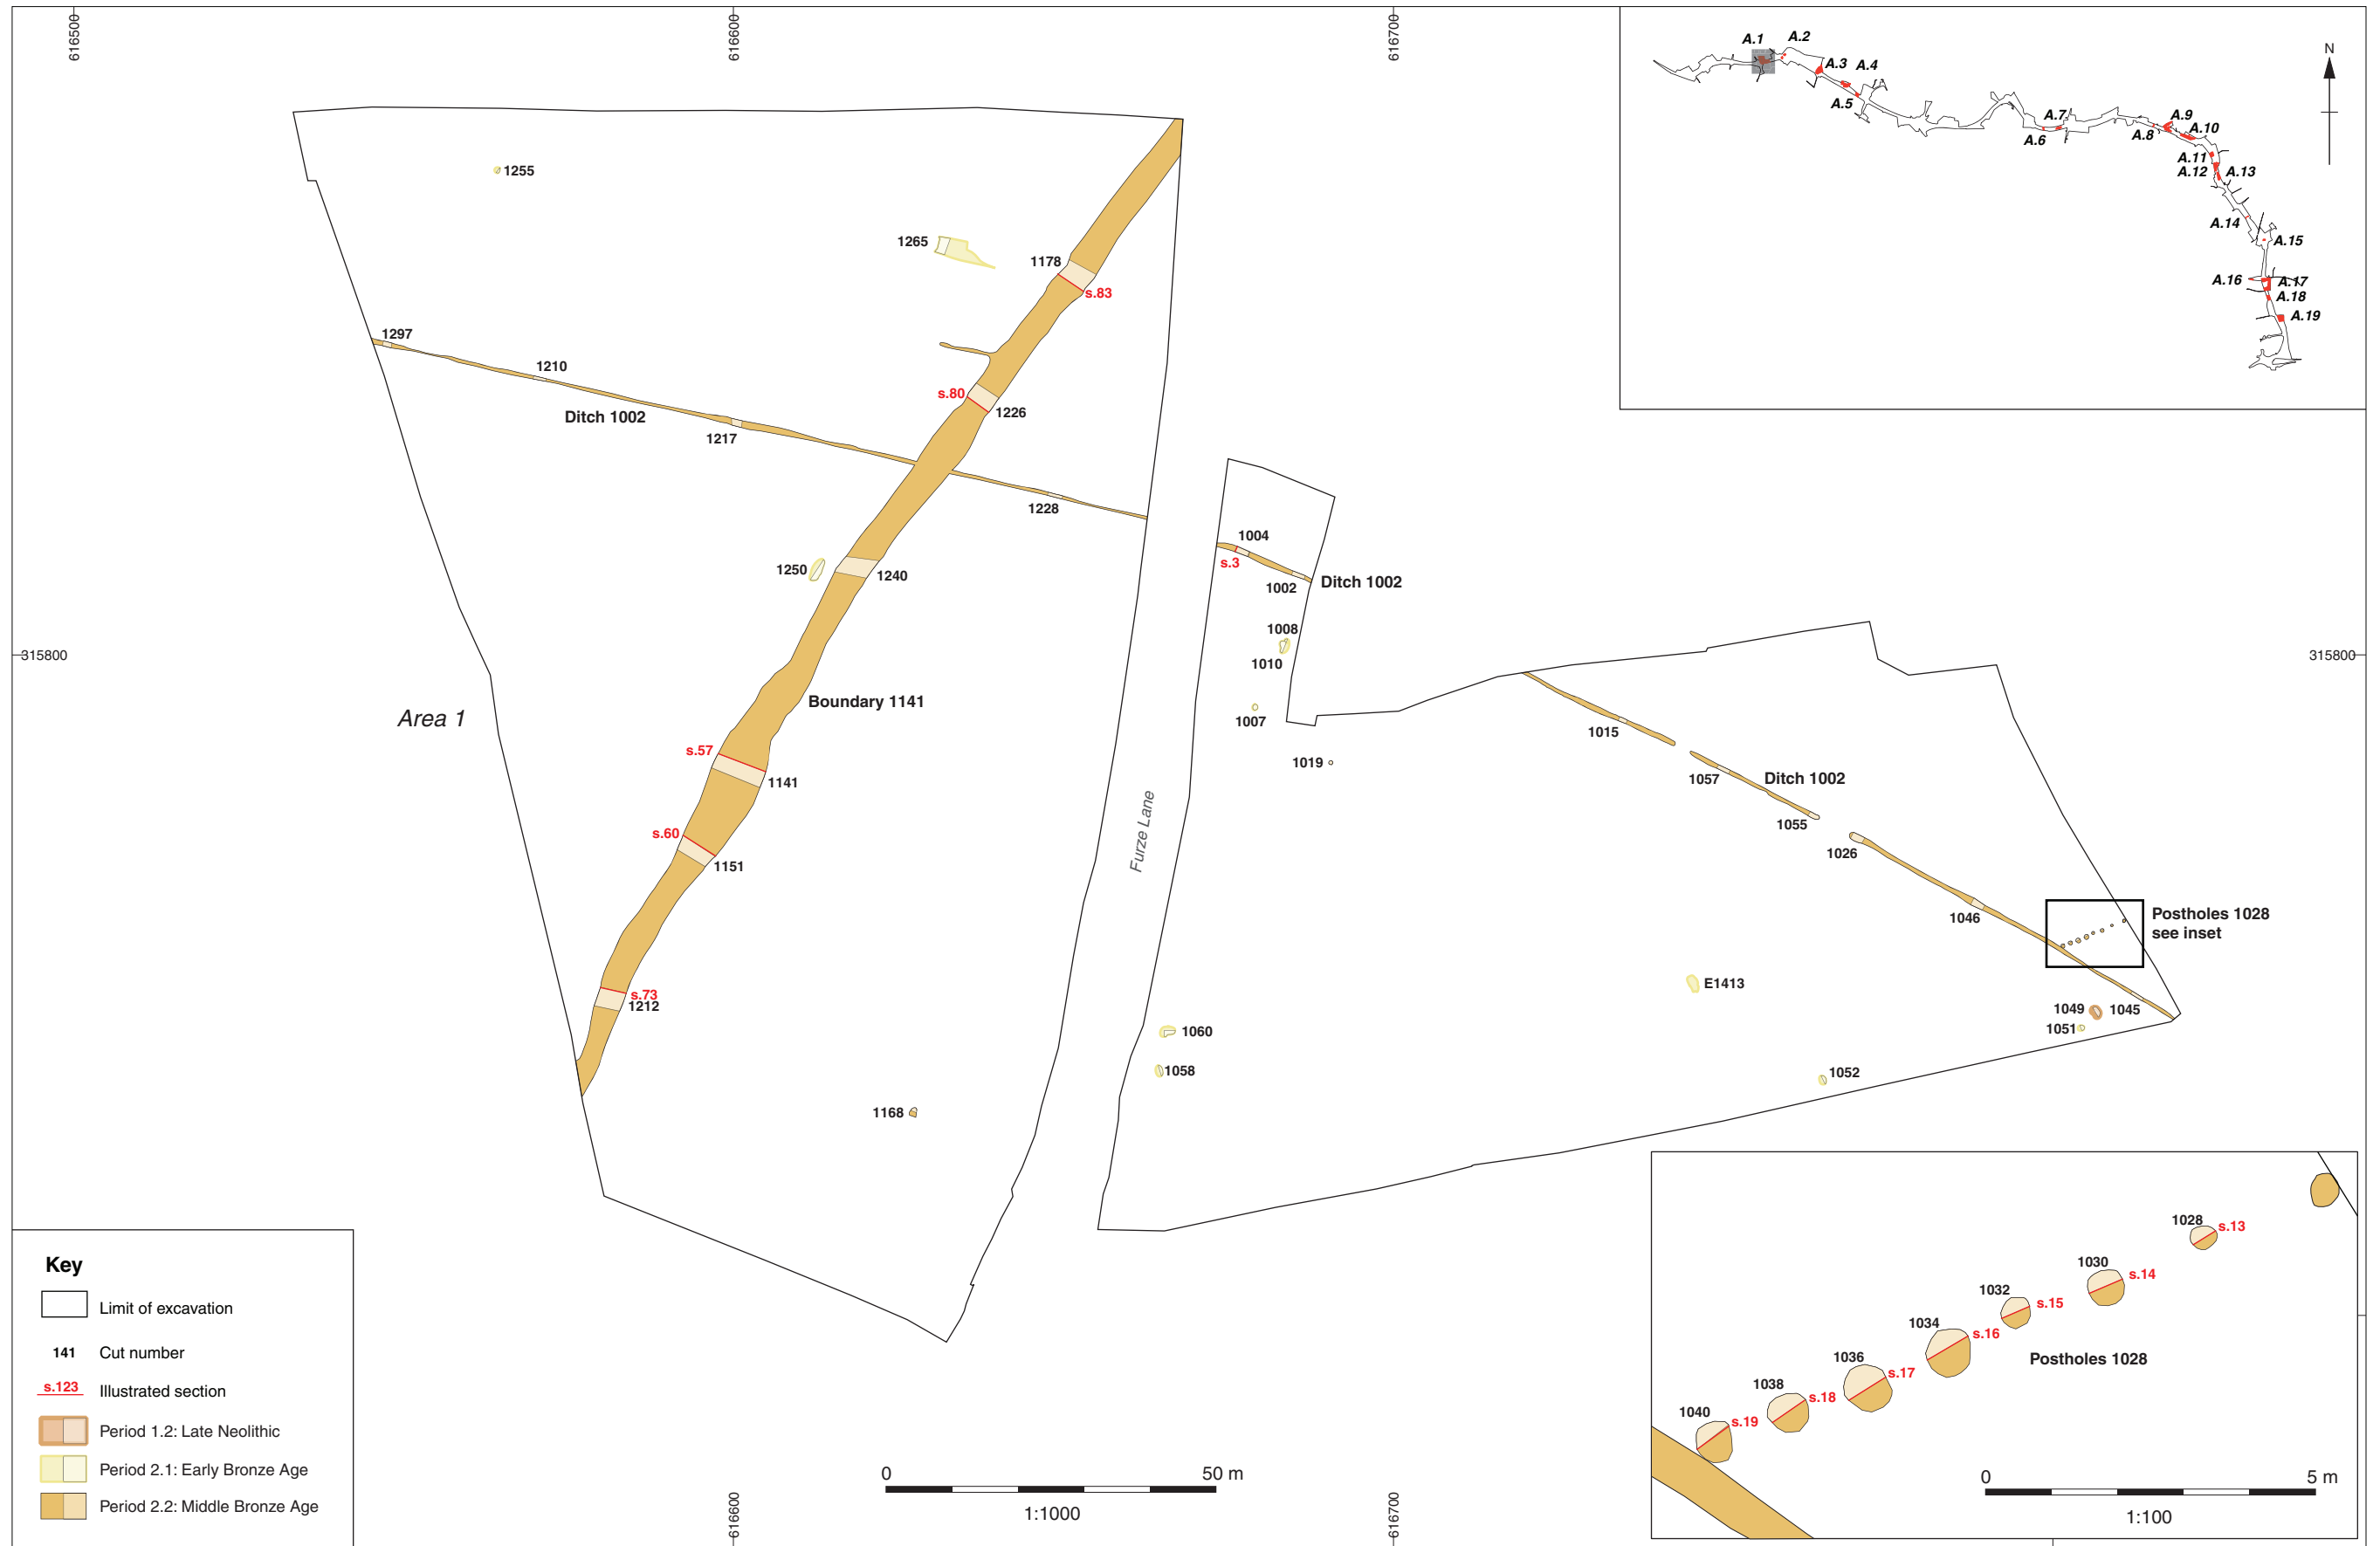 616500
616600
616700
A.1
A.2
A.3
A.4
A.5
A.6
A.7
A.8
A.9
A.10
A.11
A.12
A.13
A.14
A.15
A.16
A.17
A.18
A.19
N
1255
1265
1178
s.83
1297
1210
Ditch 1002
1217
s.80
1226
1228
1250
1240
1004
s.3
1002
Ditch 1002
1008
1010
1007
1019
315800
315800
Area 1
Boundary 1141
s.57
1141
s.60
1151
s.73
1212
1168
Furze Lane
1015
1057
Ditch 1002
1055
1026
1046
Postholes 1028
see inset
E1413
1049
1045
1051
1052
1060
1058
Key
Limit of excavation
141
Cut number
s.123
Illustrated section
Period 1.2: Late Neolithic
Period 2.1: Early Bronze Age
Period 2.2: Middle Bronze Age
616600
0
50 m
1:1000
616700
1028
s.13
1030
s.14
1032
s.15
1034
s.16
1036
s.17
1038
s.18
1040
s.19
Postholes 1028
0
5 m
1:100